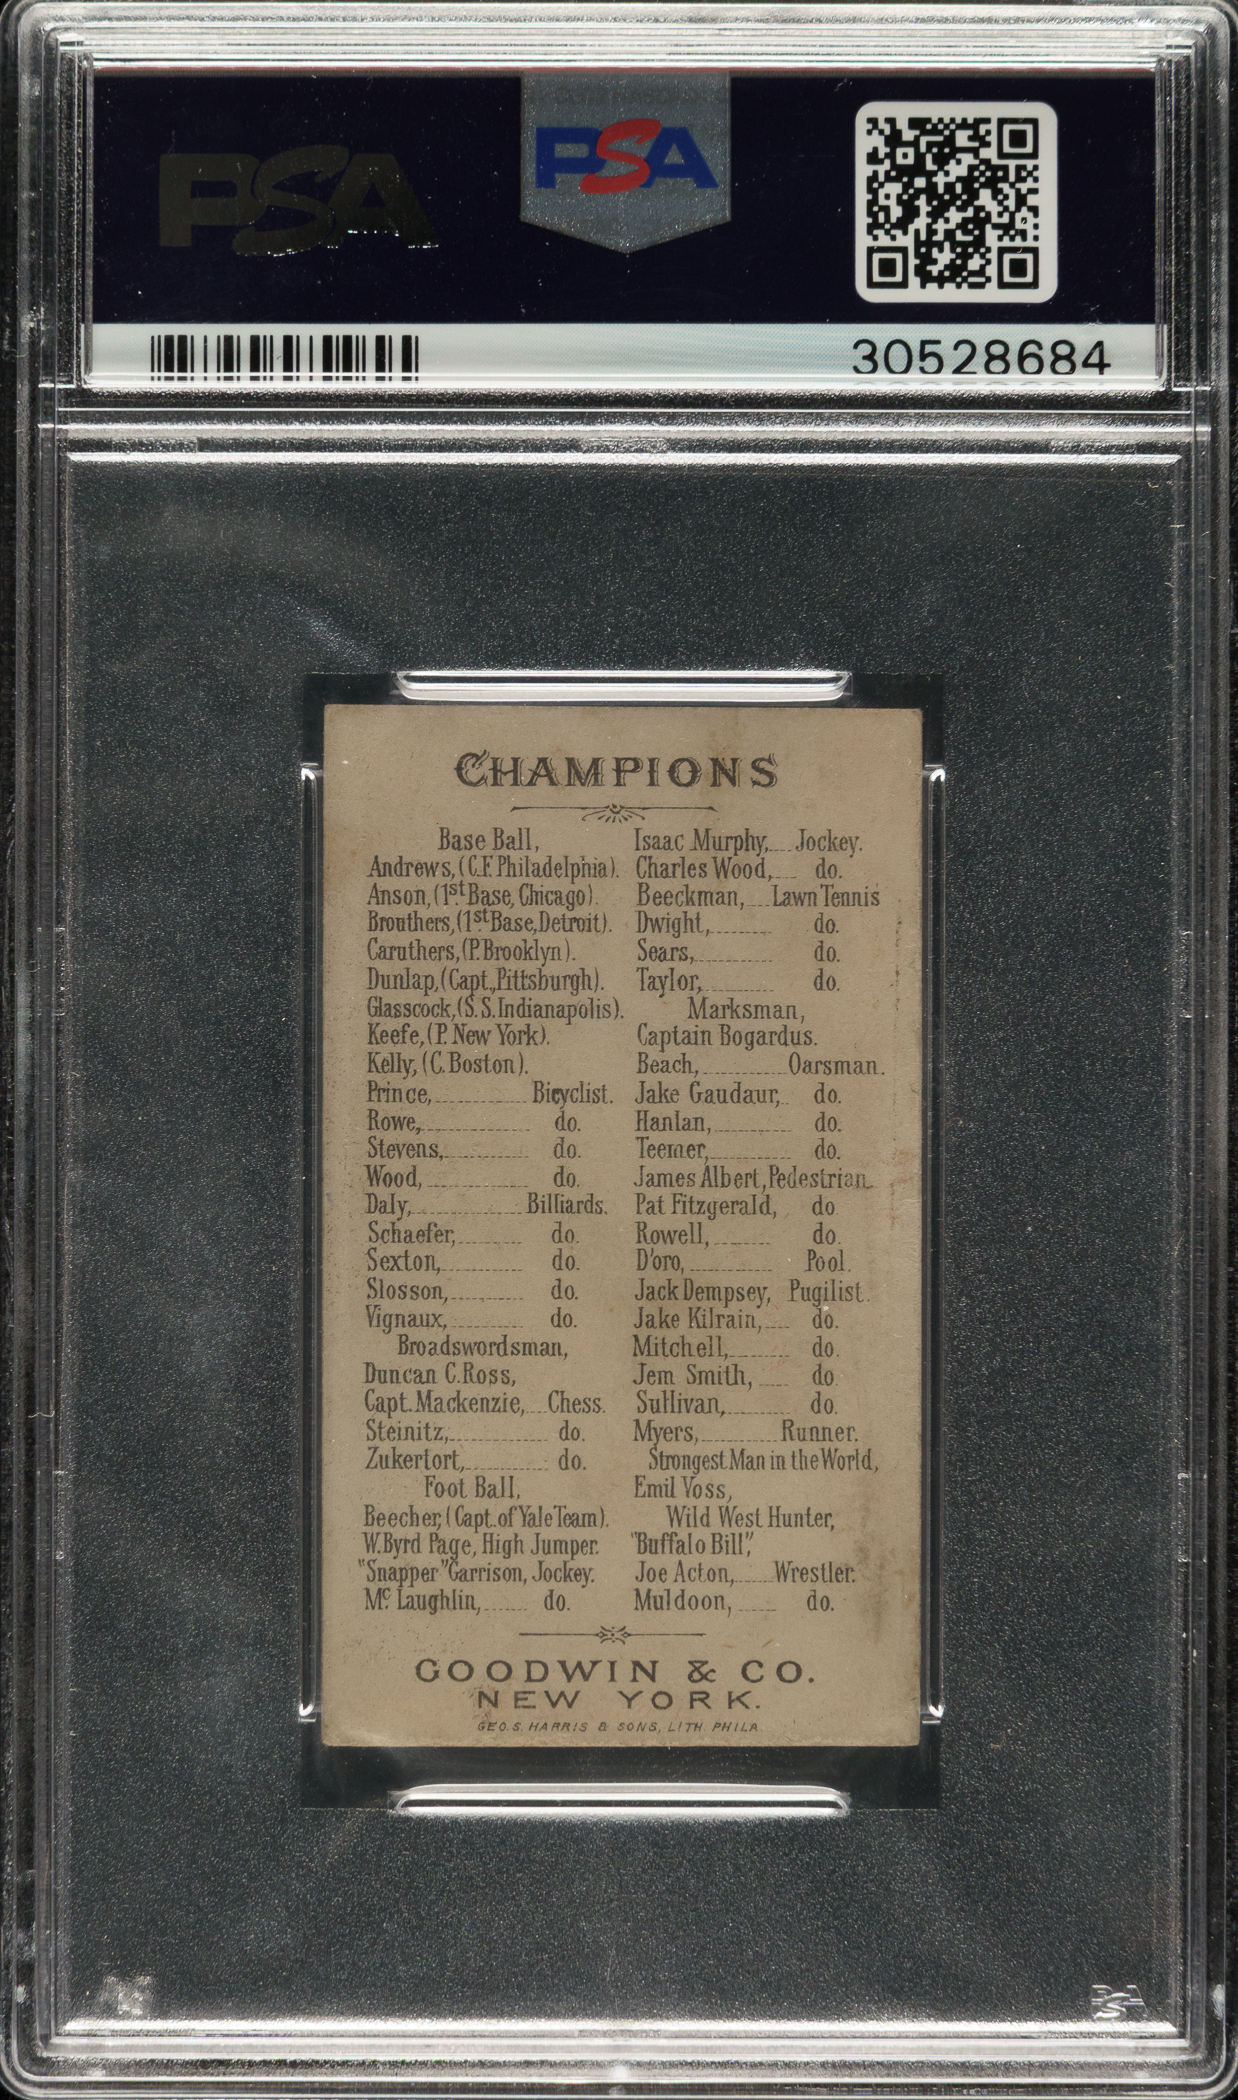 PSA
PSA
30528684
CHAMPIONS
Base Ball,
Andrews, (C.F. Philadelphia).
Anson, (1st Base, Chicago).
Brouthers, (1st Base, Detroit).
Caruthers, (P. Brooklyn).
Dunlap, (Capt., Pittsburgh).
Glasscock, (S.S. Indianapolis).
Keefe, (P. New York).
Kelly, (C. Boston).
Prince, Bicyclist.
Rowe, do.
Stevens, do.
Wood, do.
Daly, Billiards.
Schaefer, do.
Sexton, do.
Slosson, do.
Vignaux, do.
Broadswordsman,
Duncan C. Ross,
Capt. Mackenzie, Chess.
Steinitz, do.
Zukertort, do.
Foot Ball,
Beecher, (Capt. of Yale Team).
W. Byrd Page, High Jumper.
"Snapper" Garrison, Jockey.
Mc Laughlin, do.
Isaac Murphy, Jockey.
Charles Wood, do.
Beeckman, Lawn Tennis
Dwight, do.
Sears, do.
Taylor, do.
Marksman,
Captain Bogardus.
Beach, Oarsman.
Jake Gaudaur, do.
Hanlan, do.
Teemer, do.
James Albert, Pedestrian
Pat Fitzgerald, do
Rowell, do.
D'oro, Pool.
Jack Dempsey, Pugilist.
Jake Kilrain, do.
Mitchell, do.
Jem Smith, do
Sullivan, do.
Myers, Runner.
Strongest Man in the World,
Emil Voss,
Wild West Hunter,
"Buffalo Bill",
Joe Acton, Wrestler.
Muldoon, do.
GOODWIN & CO.
NEW YORK.
GEO. S. HARRIS & SONS, LITH. PHILA
PSA